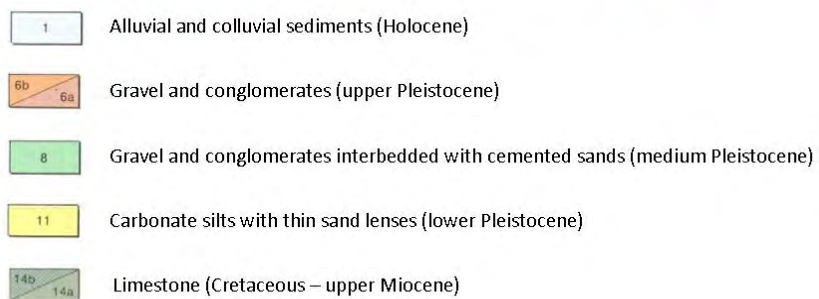 1 Alluvial and colluvial sediments (Holocene)
6b 6a Gravel and conglomerates (upper Pleistocene)
8 Gravel and conglomerates interbedded with cemented sands (medium Pleistocene)
11 Carbonate silts with thin sand lenses (lower Pleistocene)
14b 14a Limestone (Cretaceous – upper Miocene)